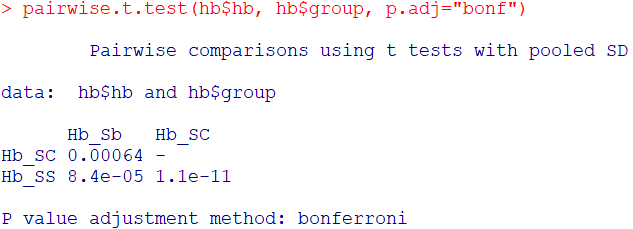 > pairwise.t.test(hb$hb, hb$group, p.adj="bonf")
Pairwise comparisons using t tests with pooled SD
data:  hb$hb and hb$group
Hb_Sb   Hb_SC
Hb_SC 0.00064 -
Hb_SS 8.4e-05 1.1e-11
P value adjustment method: bonferroni